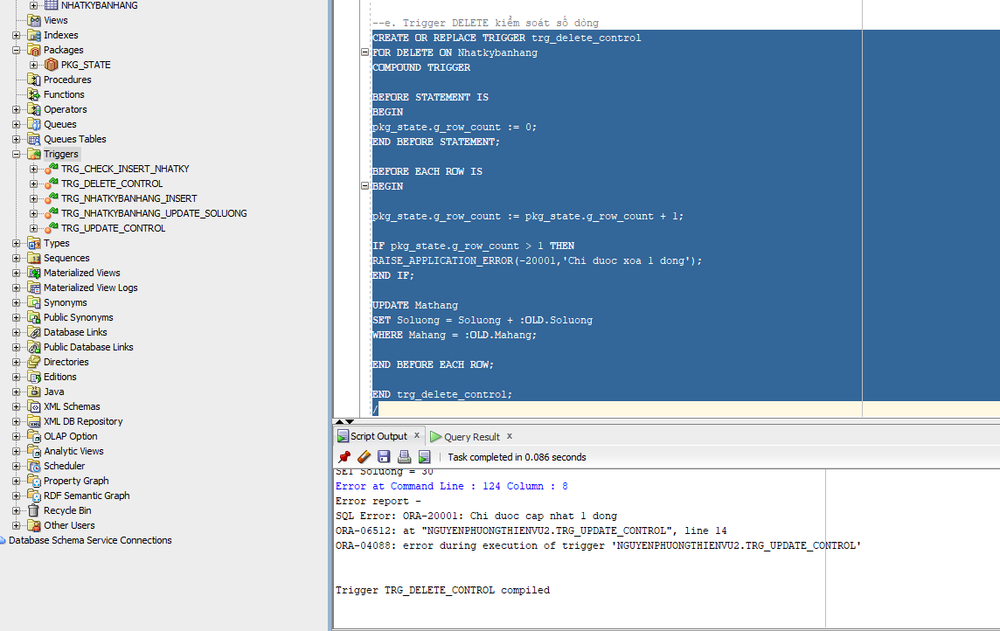 NHATKYBANHANG
Views
Indexes
Packages
PKG_STATE
Procedures
Functions
Operators
Queues
Queues Tables
Triggers
TRG_CHECK_INSERT_NHATKY
TRG_DELETE_CONTROL
TRG_NHATKYBANHANG_INSERT
TRG_NHATKYBANHANG_UPDATE_SOLUONG
TRG_UPDATE_CONTROL
Types
Sequences
Materialized Views
Materialized View Logs
Synonyms
Public Synonyms
Database Links
Public Database Links
Directories
Editions
Java
XML Schemas
XML DB Repository
OLAP Option
Analytic Views
Scheduler
Property Graph
RDF Semantic Graph
Recycle Bin
Other Users
Database Schema Service Connections
--e. Trigger DELETE kiểm soát số dòng
CREATE OR REPLACE TRIGGER trg_delete_control
FOR DELETE ON Nhatkybanhang
COMPOUND TRIGGER
BEFORE STATEMENT IS
BEGIN
pkg_state.g_row_count := 0;
END BEFORE STATEMENT;
BEFORE EACH ROW IS
BEGIN
pkg_state.g_row_count := pkg_state.g_row_count + 1;
IF pkg_state.g_row_count > 1 THEN
RAISE_APPLICATION_ERROR(-20001,'Chi duoc xoa 1 dong');
END IF;
UPDATE Mathang
SET Soluong = Soluong + :OLD.Soluong
WHERE Mahang = :OLD.Mahang;
END BEFORE EACH ROW;
END trg_delete_control;
/
Script Output x Query Result x
Task completed in 0.086 seconds
SET Soluong = 30
Error at Command Line : 124 Column : 8
Error report -
SQL Error: ORA-20001: Chi duoc cap nhat 1 dong
ORA-06512: at "NGUYENPHUONGTHIENVU2.TRG_UPDATE_CONTROL", line 14
ORA-04088: error during execution of trigger 'NGUYENPHUONGTHIENVU2.TRG_UPDATE_CONTROL'
Trigger TRG_DELETE_CONTROL compiled